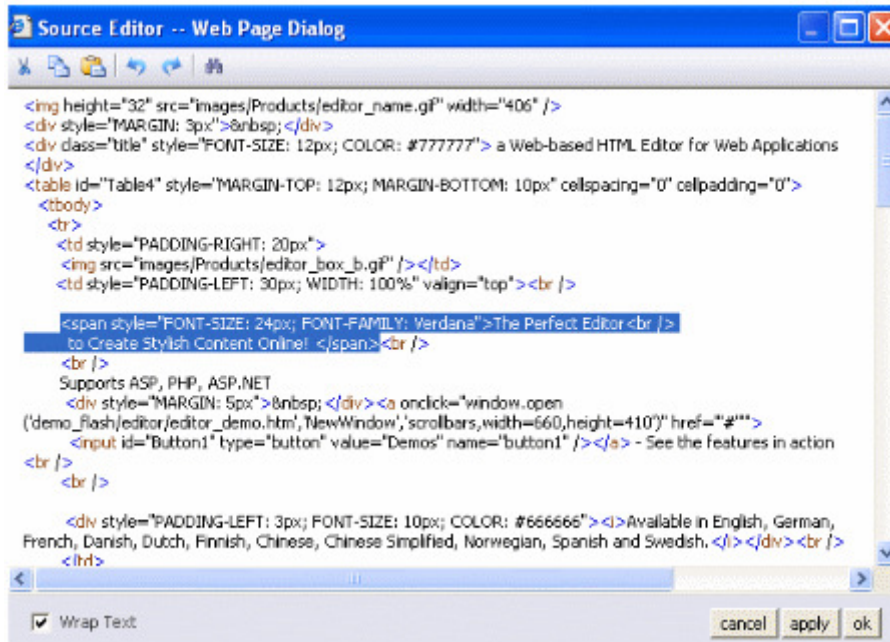 Source Editor -- Web Page Dialog
<img height="32" src="images/Products/editor_name.gif" width="406" />
<div style="MARGIN: 3px">&nbsp;</div>
<div class="title" style="FONT-SIZE: 12px; COLOR: #777777"> a Web-based HTML Editor for Web Applications
</div>
<table id="Table4" style="MARGIN-TOP: 12px; MARGIN-BOTTOM: 10px" cellspacing="0" cellpadding="0">
<tbody>
<tr>
<td style="PADDING-RIGHT: 20px">
<img src="images/Products/editor_box_b.gif" /></td>
<td style="PADDING-LEFT: 30px; WIDTH: 100%" valign="top"><br />
<span style="FONT-SIZE: 24px; FONT-FAMILY: Verdana">The Perfect Editor<br />
to Create Stylish Content Online! </span><br />
<br />
Supports ASP, PHP, ASP.NET
<div style="MARGIN: 5px">&nbsp;</div><a onclick="window.open
('demo_flash/editor/editor_demo.htm','NewWindow','scrollbars,width=660,height=410')" href="'#'"">
<input id="Button1" type="button" value="Demos" name="button1" /></a> - See the features in action
<br />
<br />
<div style="PADDING-LEFT: 3px; FONT-SIZE: 10px; COLOR: #666666"><i>Available in English, German,
French, Danish, Dutch, Finnish, Chinese, Chinese Simplified, Norwegian, Spanish and Swedish.</i></div><br />
</td>
Wrap Text
cancel apply ok